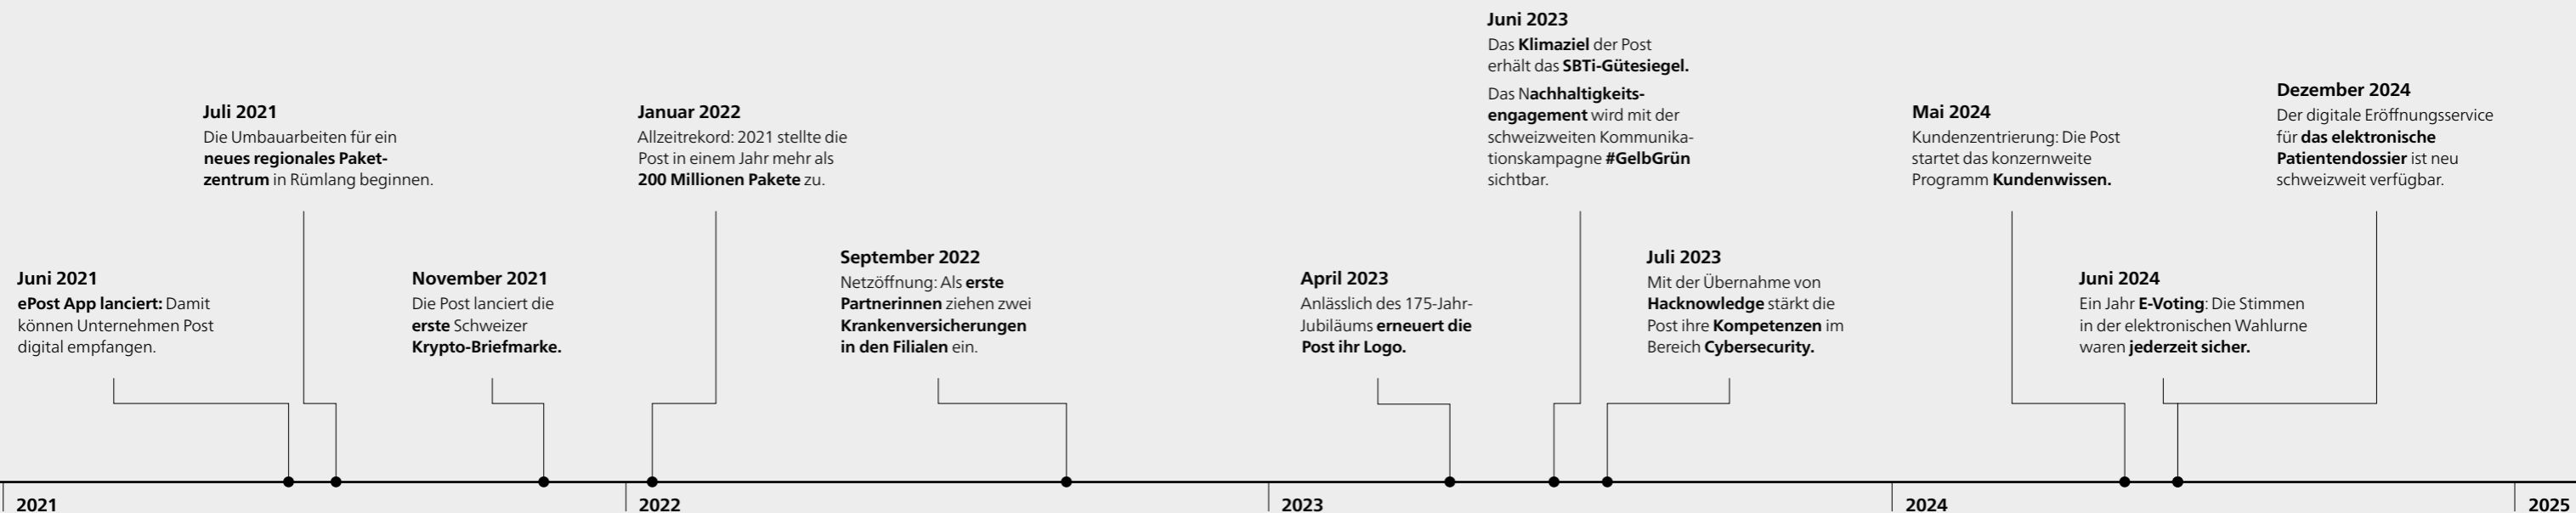 Juni 2021
ePost App lanciert: Damit
können Unternehmen Post
digital empfangen.
Juli 2021
Die Umbauarbeiten für ein
neues regionales Paket-
zentrum in Rümlang beginnen.
November 2021
Die Post lanciert die
erste Schweizer
Krypto-Briefmarke.
Januar 2022
Allzeitrekord: 2021 stellte die
Post in einem Jahr mehr als
200 Millionen Pakete zu.
September 2022
Netzöffnung: Als erste
Partnerinnen ziehen zwei
Krankenversicherungen
in den Filialen ein.
April 2023
Anlässlich des 175-Jahr-
Jubiläums erneuert die
Post ihr Logo.
Juni 2023
Das Klimaziel der Post
erhält das SBTi-Gütesiegel.
Das Nachhaltigkeits-
engagement wird mit der
schweizweiten Kommunika-
tionskampagne #GelbGrün
sichtbar.
Juli 2023
Mit der Übernahme von
Hacknowledge stärkt die
Post ihre Kompetenzen im
Bereich Cybersecurity.
Mai 2024
Kundenzentrierung: Die Post
startet das konzernweite
Programm Kundenwissen.
Juni 2024
Ein Jahr E-Voting: Die Stimmen
in der elektronischen Wahlurne
waren jederzeit sicher.
Dezember 2024
Der digitale Eröffnungsservice
für das elektronische
Patientendossier ist neu
schweizweit verfügbar.
2021
2022
2023
2024
2025